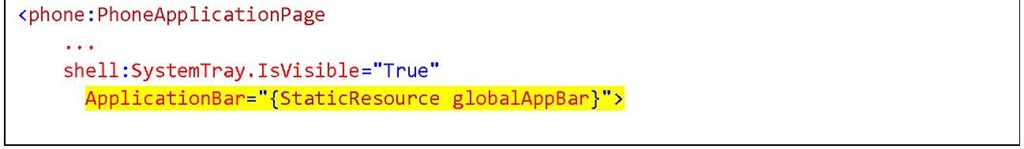 <phone:PhoneApplicationPage
...
shell:SystemTray.IsVisible="True"
ApplicationBar="{StaticResource globalAppBar}">